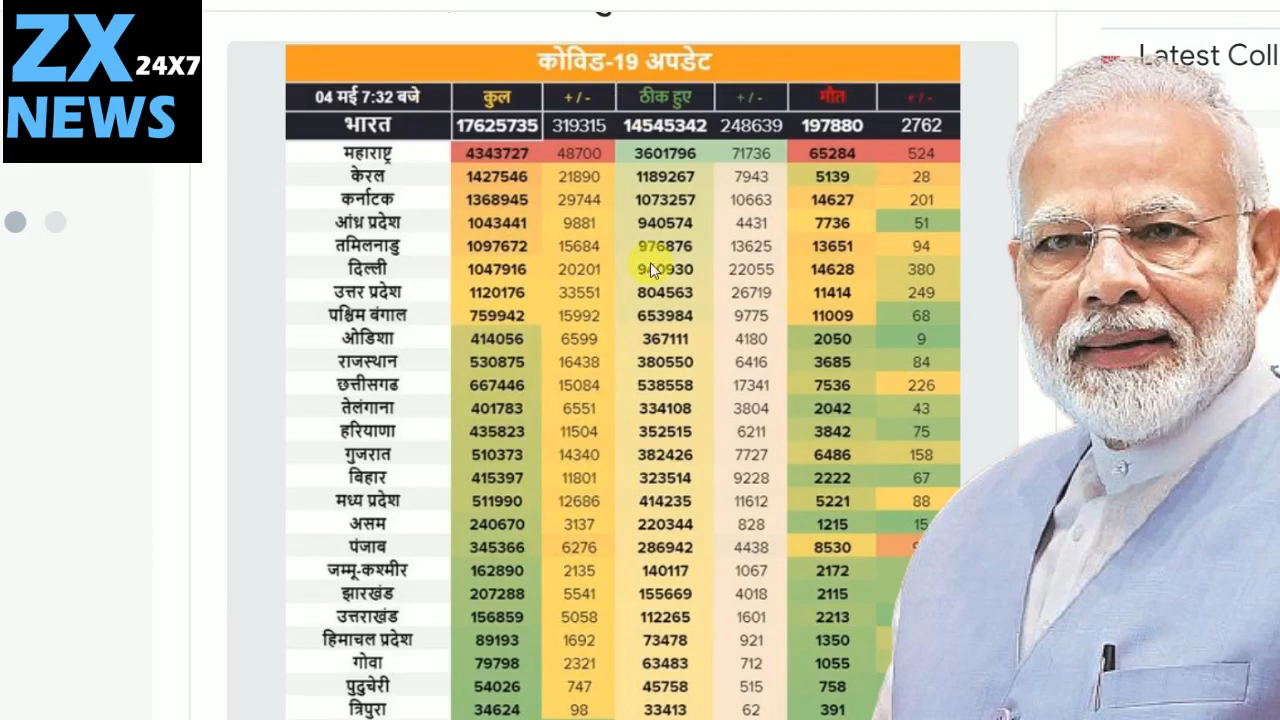 ZX
24X7
NEWS
Latest Coll
कोविड-19 अपडेट
04 मई 7:32 बजे कुल +/- ठीक हुए +/- मौत +/-
भारत 17625735 319315 14545342 248639 197880 2762
महाराष्ट्र 4343727 48700 3601796 71736 65284 524
केरल 1427546 21890 1189267 7943 5139 28
कर्नाटक 1368945 29744 1073257 10663 14627 201
आंध्र प्रदेश 1043441 9881 940574 4431 7736 51
तमिलनाडु 1097672 15684 976876 13625 13651 94
दिल्ली 1047916 20201 22055 14628 380
उत्तर प्रदेश 1120176 33551 804563 26719 11414 249
पश्चिम बंगाल 759942 15992 653984 9775 11009 68
ओडिशा 414056 6599 367111 4180 2050 9
राजस्थान 530875 16438 380550 6416 3685 84
छत्तीसगढ 667446 15084 538558 17341 7536 226
तेलंगाना 401783 6551 334108 3804 2042 43
हरियाणा 435823 11504 352515 6211 3842 75
गुजरात 510373 14340 382426 7727 6486 158
बिहार 415397 11801 323514 9228 2222 67
मध्य प्रदेश 511990 12686 414235 11612 5221 88
असम 240670 3137 220344 828 1215 15
पंजाब 345366 6276 286942 4438 8530
जम्मू-कश्मीर 162890 2135 140117 1067 2172
झारखंड 207288 5541 155669 4018 2115
उत्तराखंड 156859 5058 112265 1601 2213
हिमाचल प्रदेश 89193 1692 73478 921 1350
गोवा 79798 2321 63483 712 1055
पुदुचेरी 54026 747 45758 515 758
त्रिपुरा 34624 98 33413 62 391